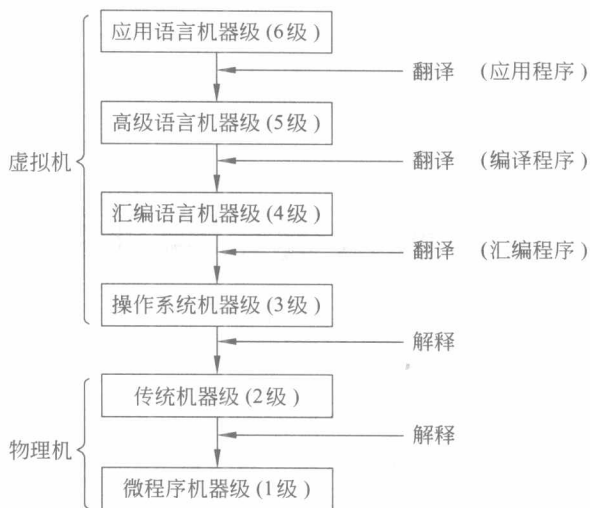 应用语言机器级(6级)
翻译 (应用程序)
高级语言机器级(5级)
虚拟机
翻译 (编译程序)
汇编语言机器级(4级)
翻译 (汇编程序)
操作系统机器级(3级)
解释
传统机器级(2级)
物理机
解释
微程序机器级(1级)